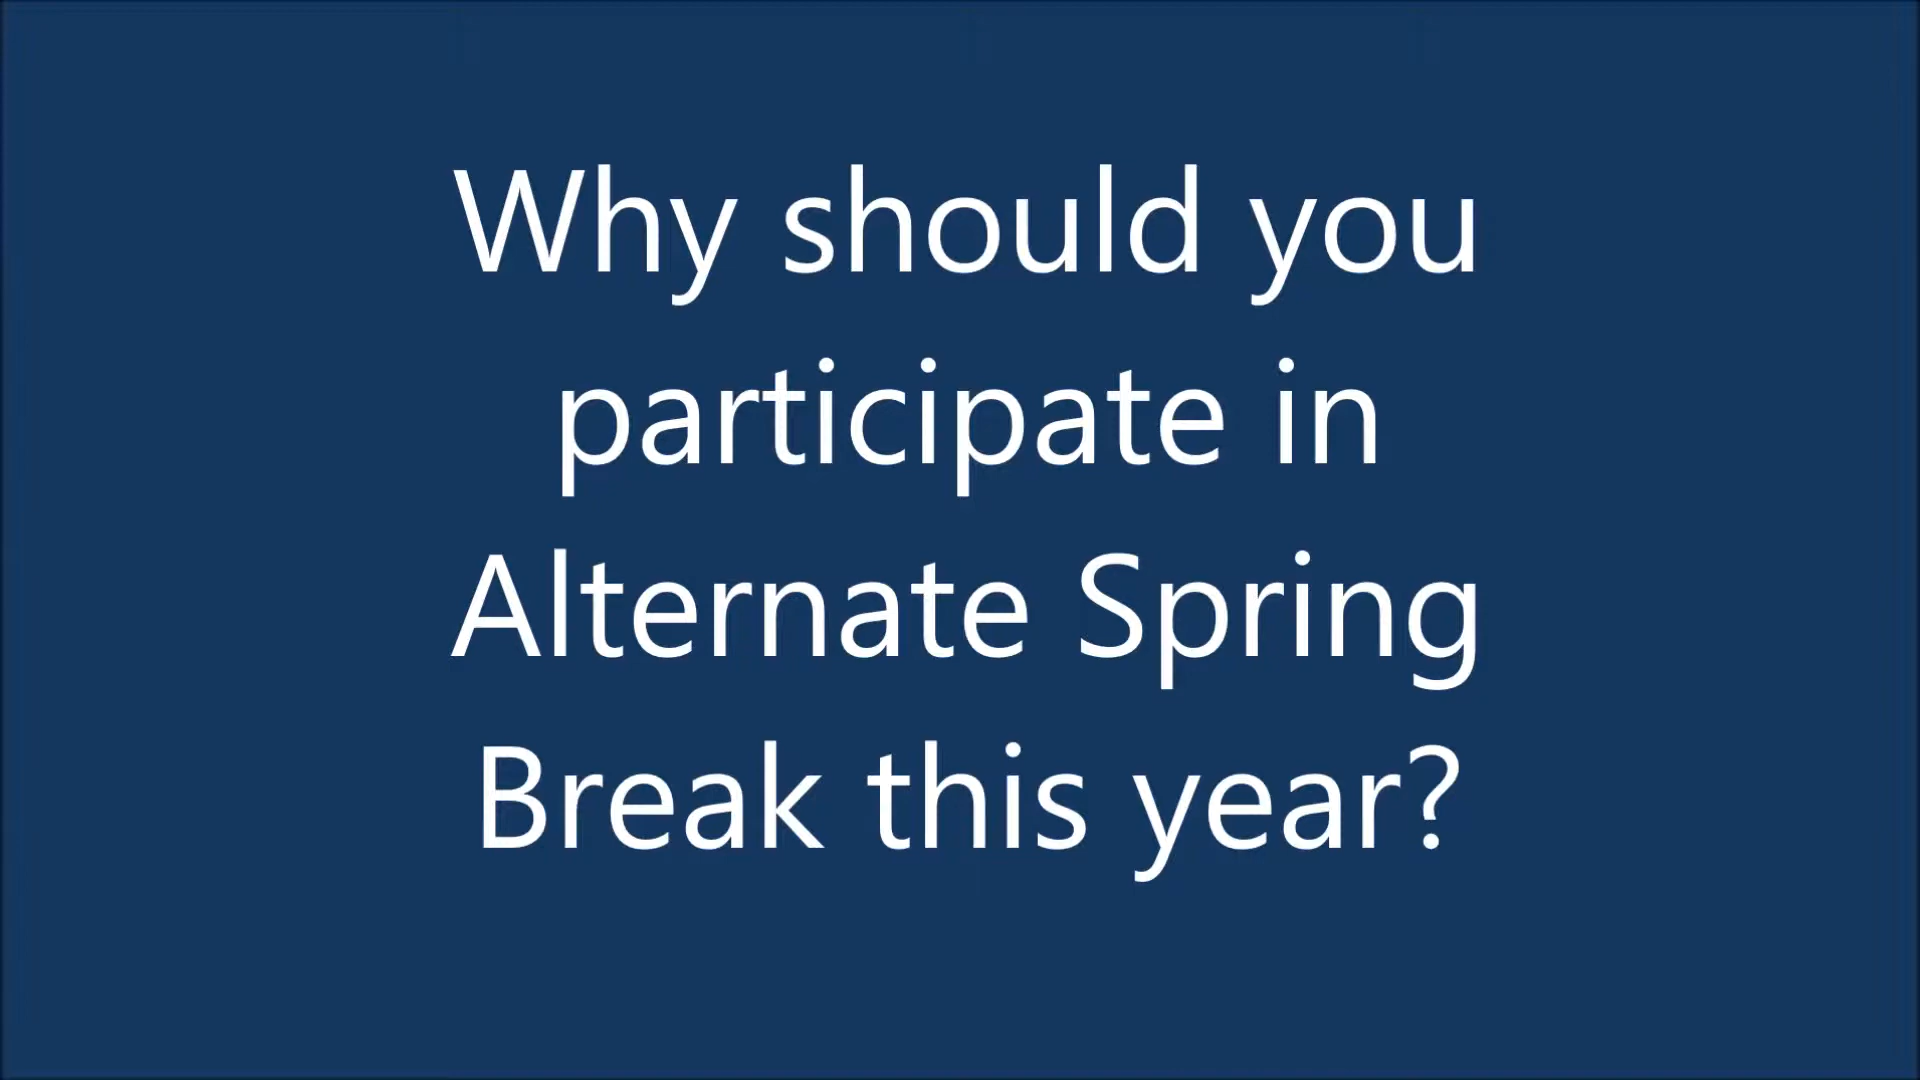 Why should you
participate in
Alternate Spring
Break this year?